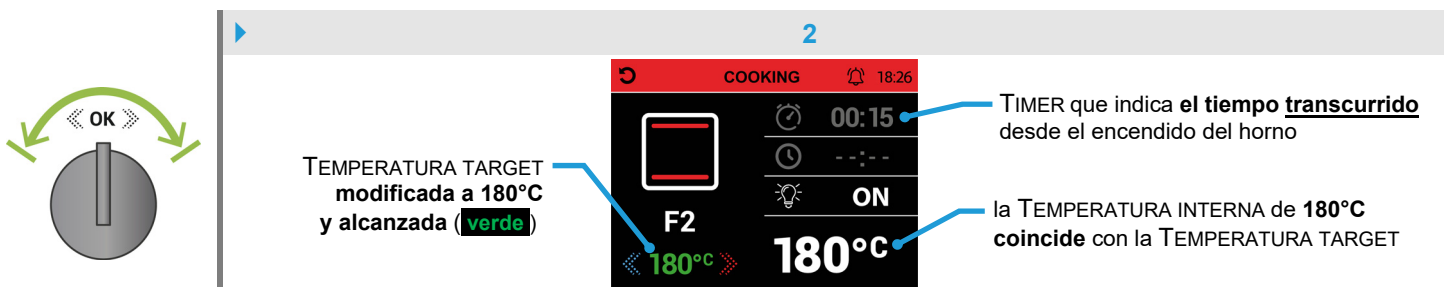 2
OK
COOKING 18:26
00:15
--:--
ON
F2
180°C
180°C
TIMER que indica el tiempo transcurrido
desde el encendido del horno
TEMPERATURA TARGET
modificada a 180°C
y alcanzada (verde)
la TEMPERATURA INTERNA de 180°C
coincide con la TEMPERATURA TARGET